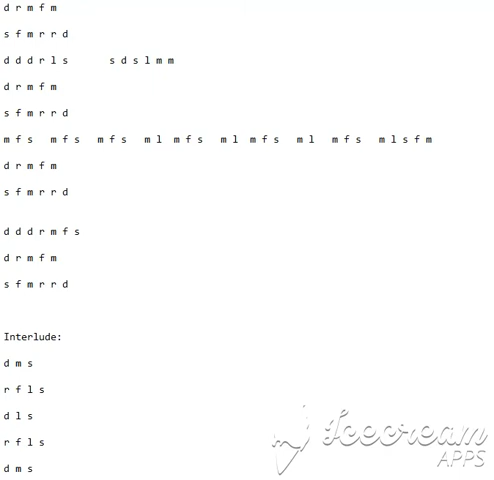 d r m f m
s f m r r d
d d d r l s s d s l m m
d r m f m
s f m r r d
m f s m f s m f s m l m f s m l m f s m l m f s m l s f m
d r m f m
s f m r r d
d d d r m f s
d r m f m
s f m r r d
Interlude:
d m s
r f l s
d l s
r f l s
d m s
Icecream
APPS